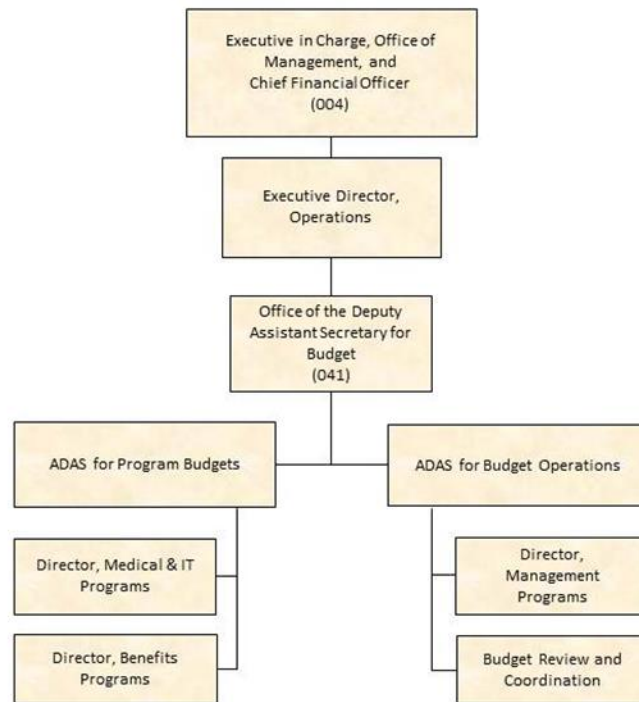 Executive in Charge, Office of
Management, and
Chief Financial Officer
(004)
Executive Director,
Operations
Office of the Deputy
Assistant Secretary for
Budget
(041)
ADAS for Program Budgets
ADAS for Budget Operations
Director, Medical & IT
Programs
Director,
Management
Programs
Director, Benefits
Programs
Budget Review and
Coordination